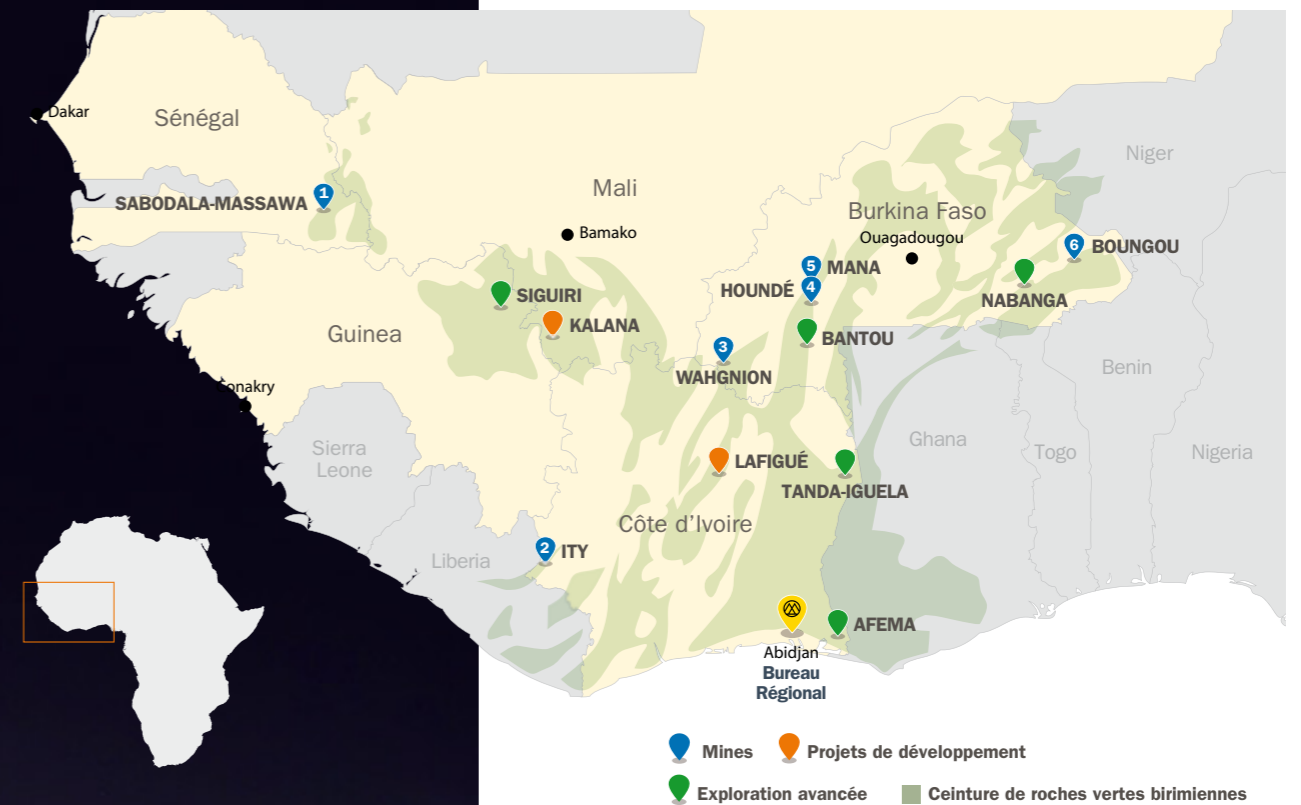 Dakar
Sénégal
Niger
SABODALA-MASSAWA
1
Mali
Burkina Faso
Bamako
Ouagadougou
6
BOUNGOU
5
MANA
HOUNDÉ
4
NABANGA
SIGUIRI
KALANA
Guinea
BANTOU
3
WAHGNION
Benin
onakry
Sierra
Leone
Ghana
Togo
Nigeria
LAFIGUÉ
TANDA-IGUELA
Côte d'Ivoire
2
ITY
Liberia
AFEMA
Abidjan
Bureau
Régional
Mines
Projets de développement
Exploration avancée
Ceinture de roches vertes birimiennes